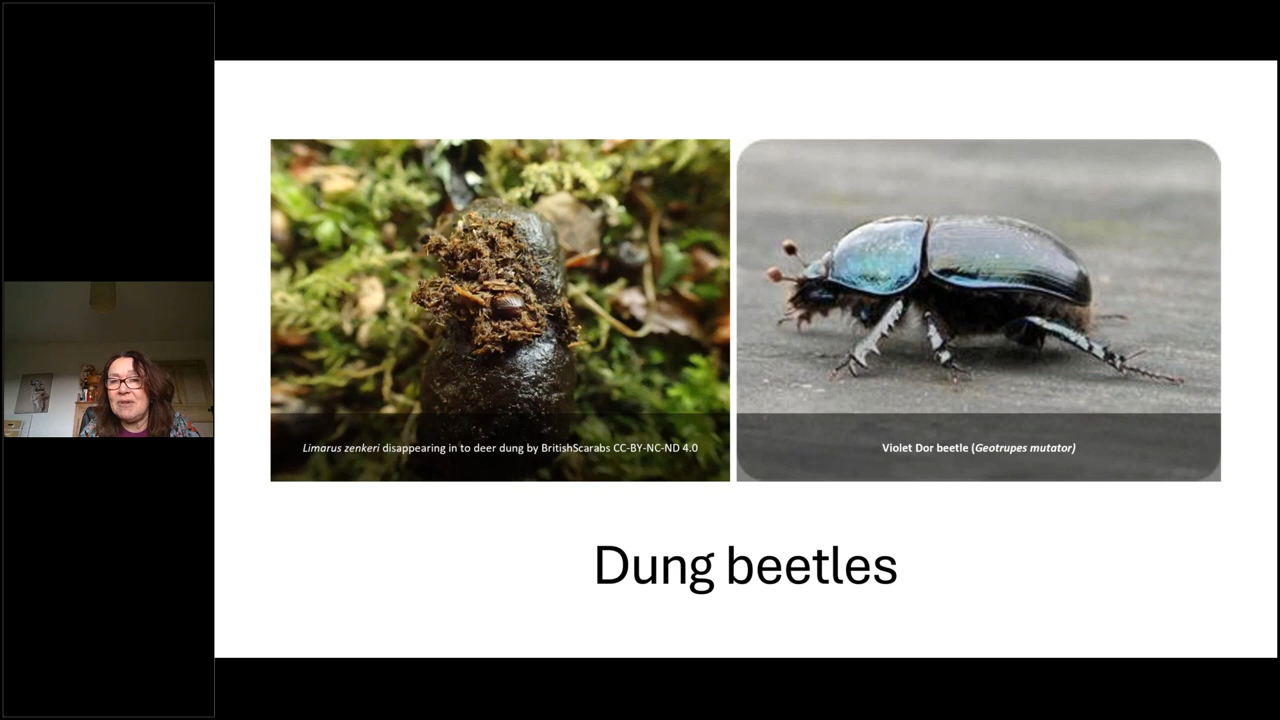 Limarus zenkeri disappearing in to deer dung by BritishScarabs CC-BY-NC-ND 4.0
Violet Dor beetle (Geotrupes mutator)
Dung beetles